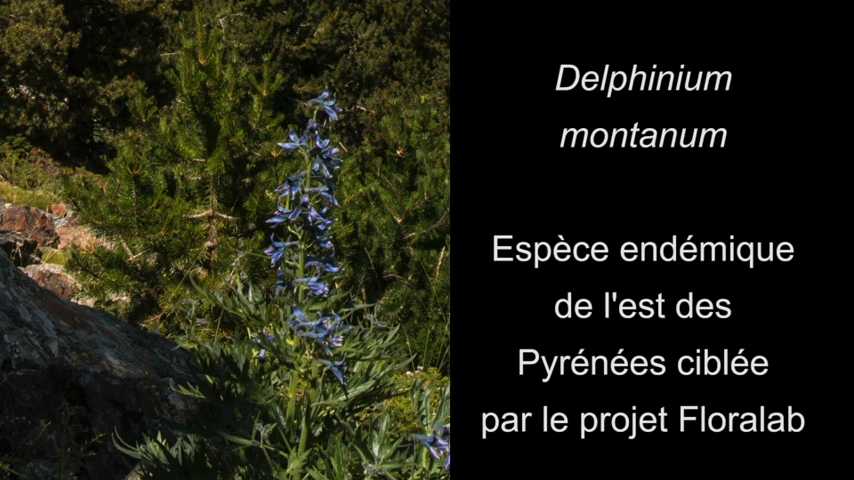 Delphinium
montanum
Espèce endémique
de l'est des
Pyrénées ciblée
par le projet Floralab